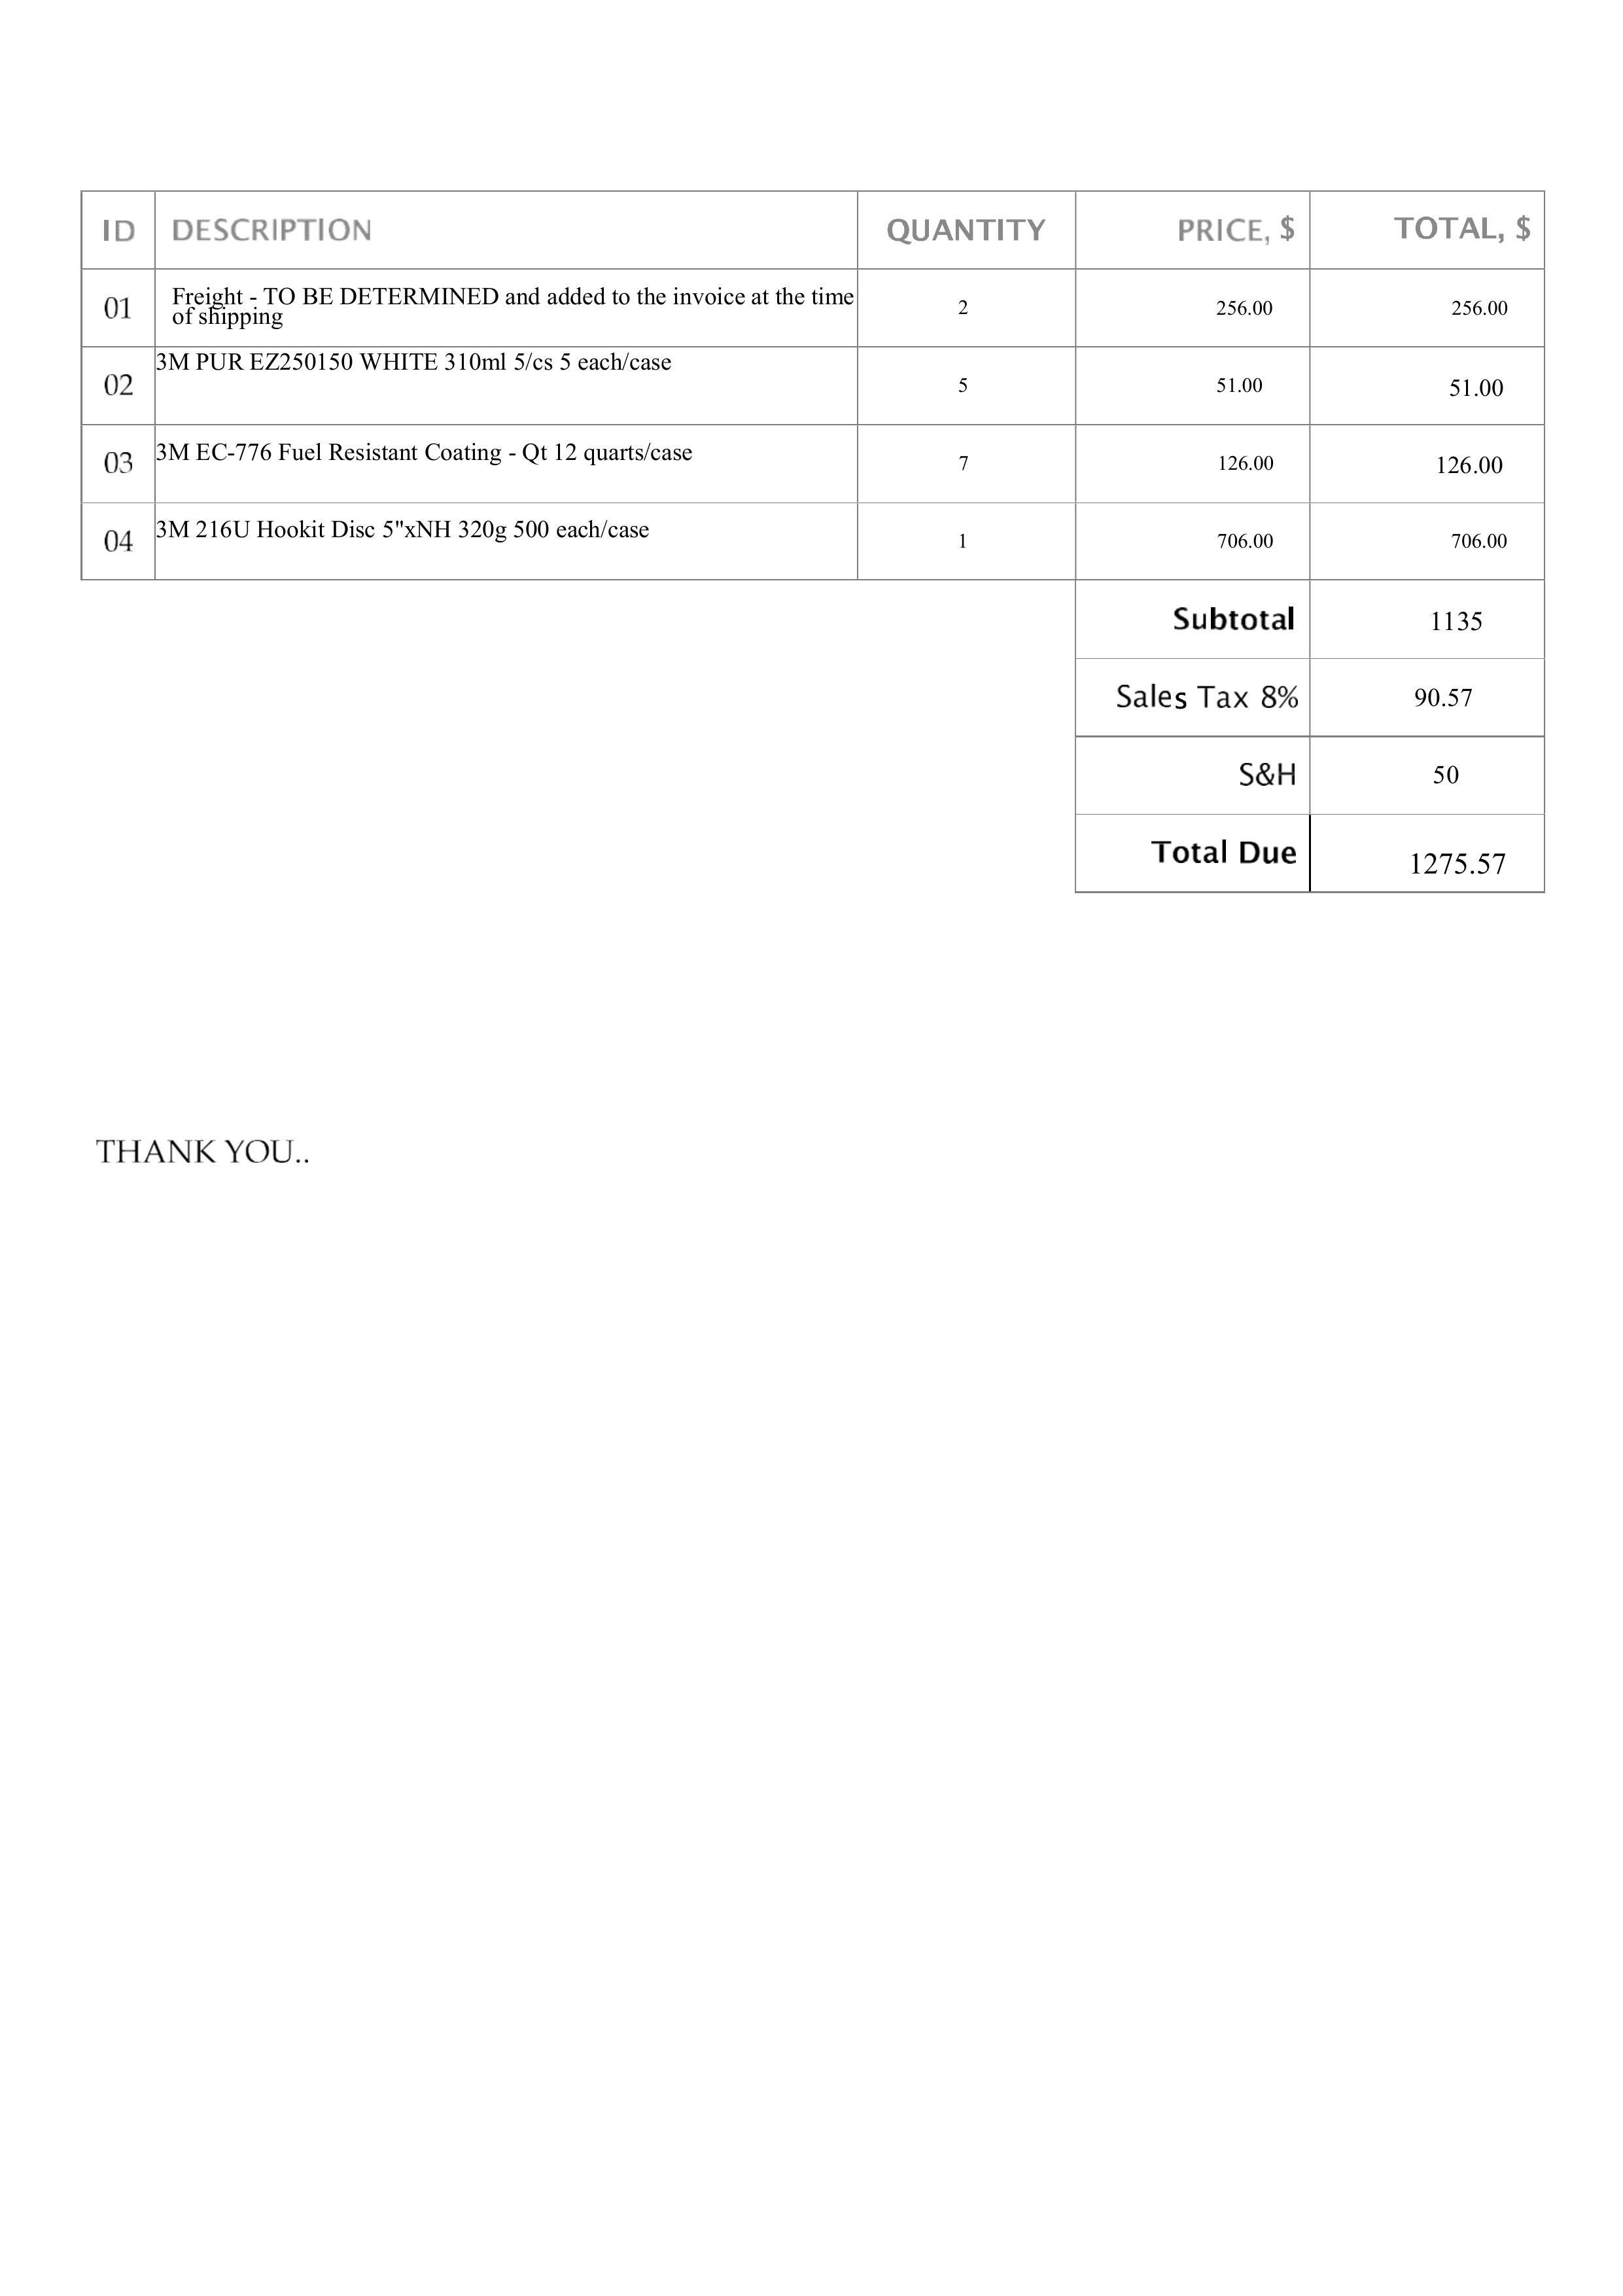 ID DESCRIPTION QUANTITY PRICE, $ TOTAL, $
01 Freight - TO BE DETERMINED and added to the invoice at the time
of shipping 2 256.00 256.00
02 3M PUR EZ250150 WHITE 310ml 5/cs 5 each/case 5 51.00 51.00
03 3M EC-776 Fuel Resistant Coating - Qt 12 quarts/case 7 126.00 126.00
04 3M 216U Hookit Disc 5"xNH 320g 500 each/case 1 706.00 706.00
Subtotal 1135
Sales Tax 8% 90.57
S&H 50
Total Due 1275.57
THANK YOU..